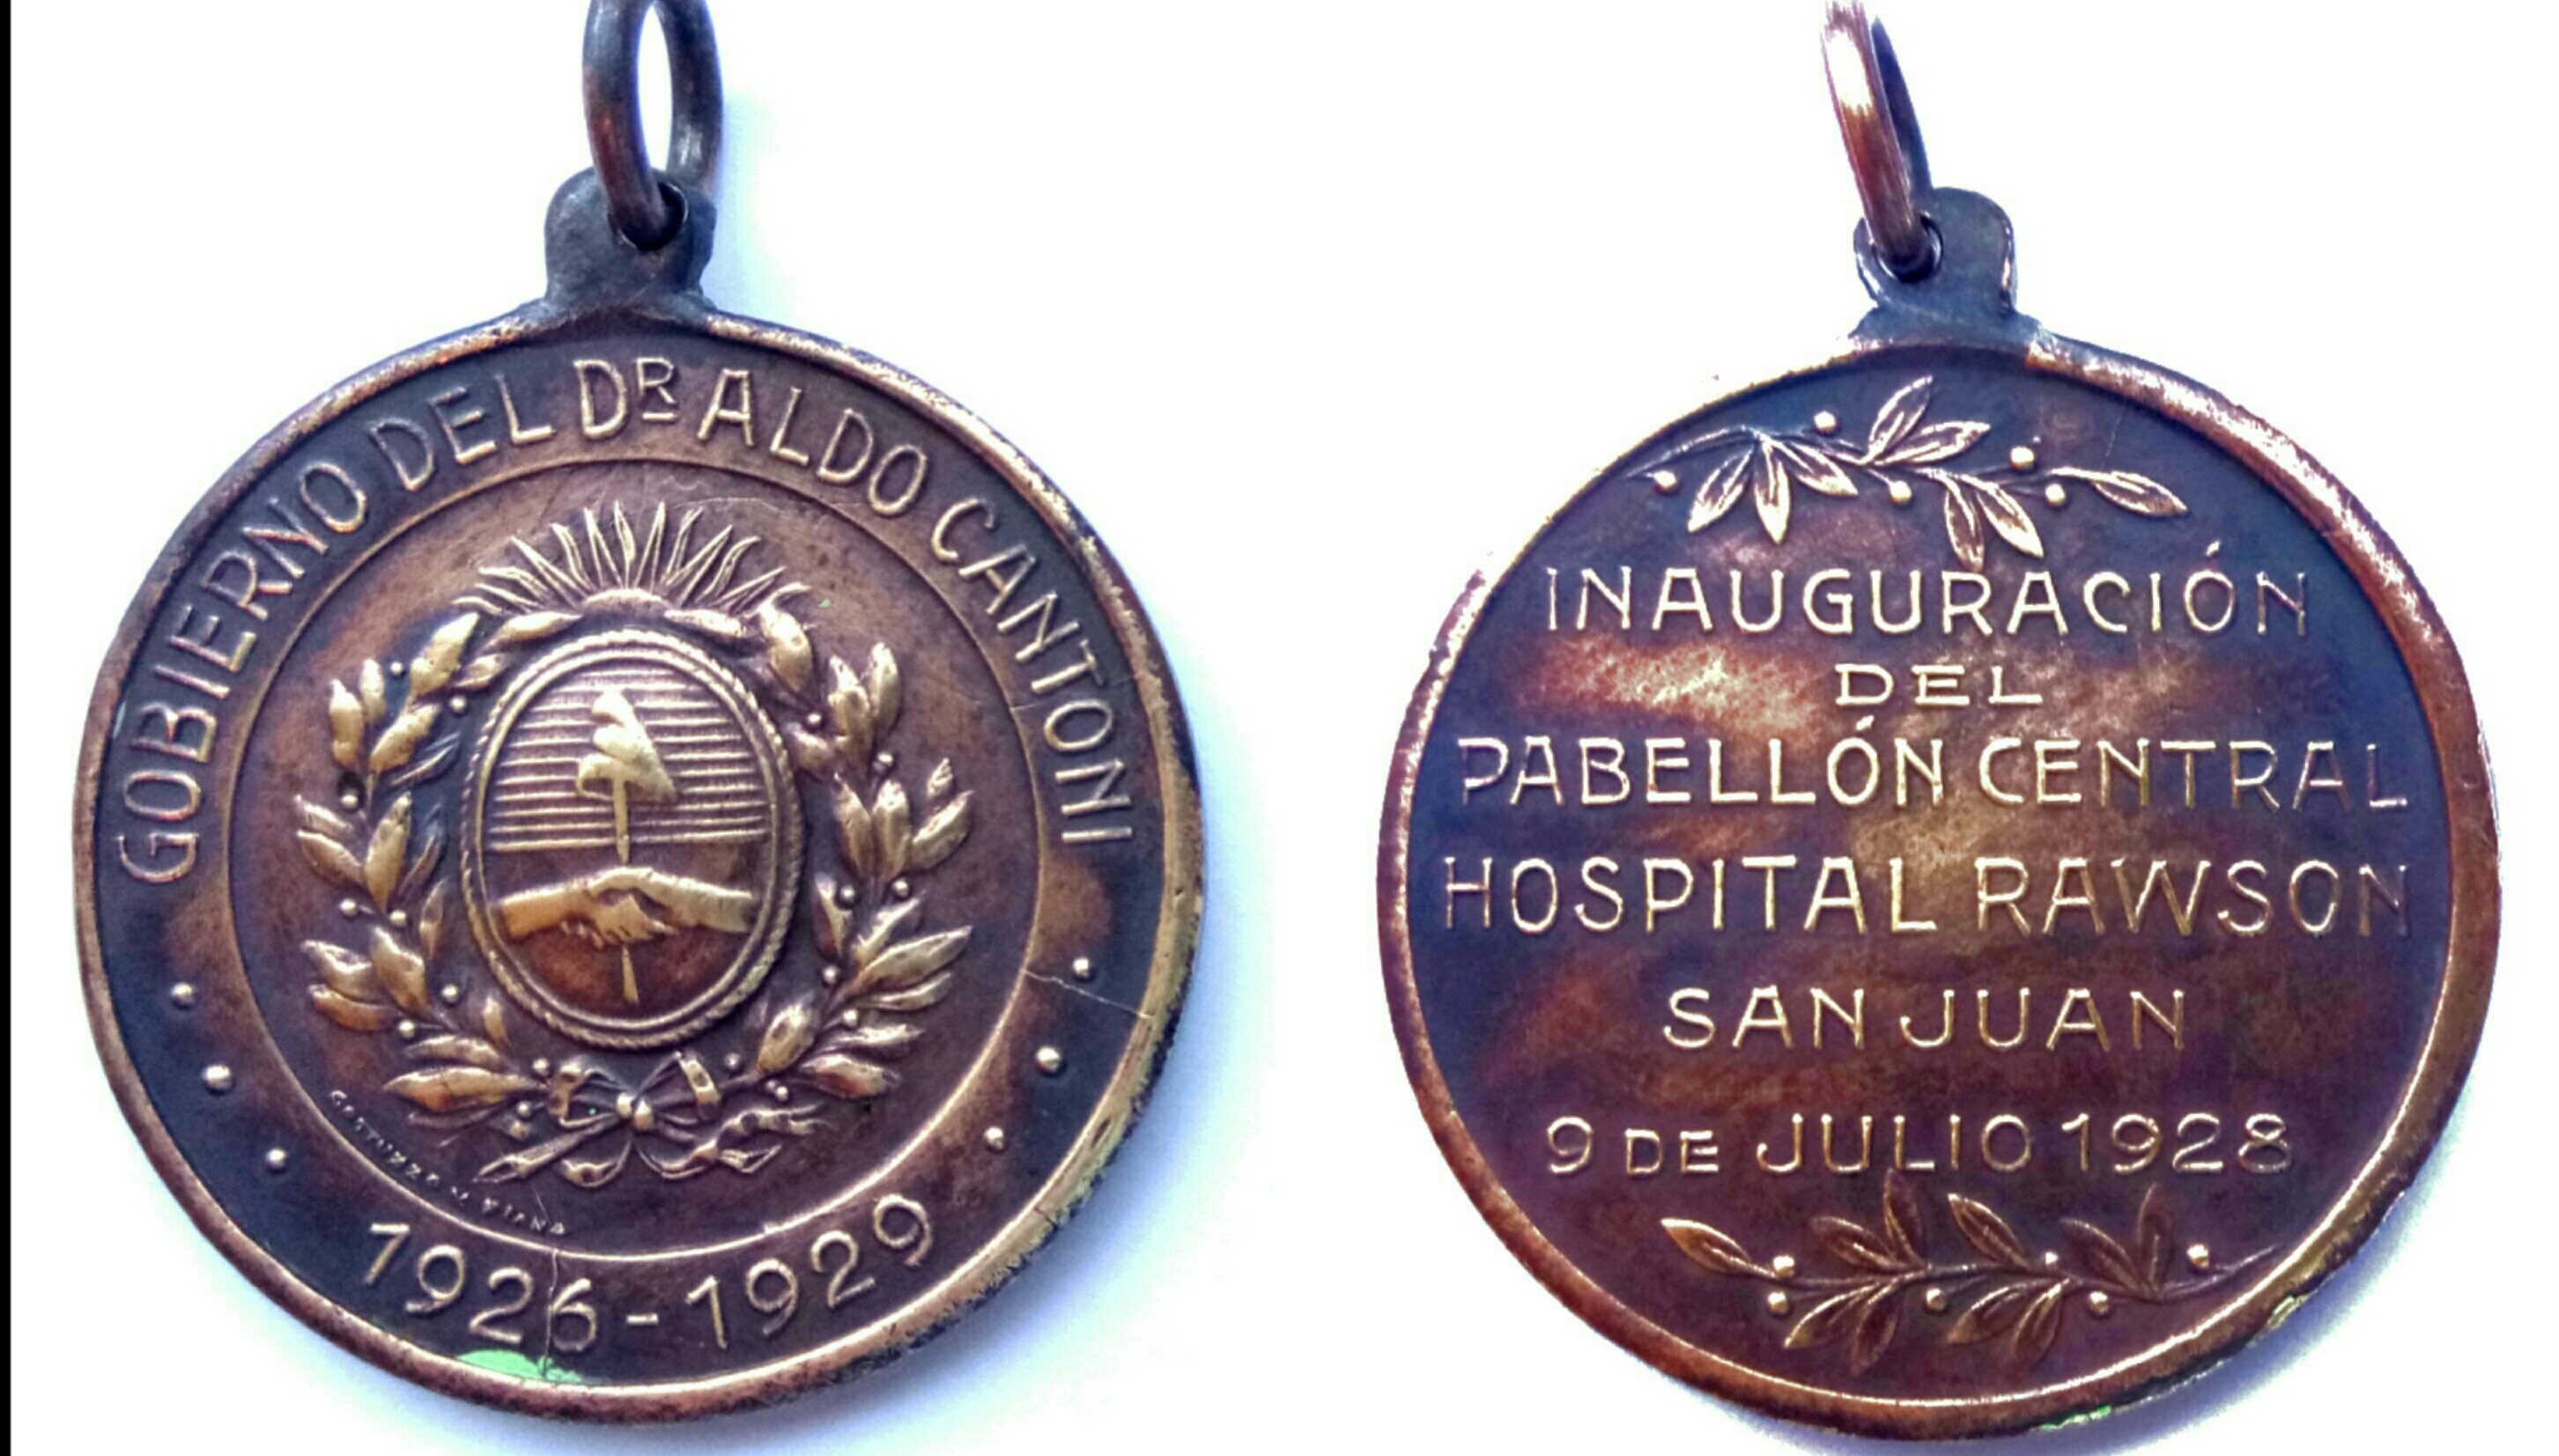 GOBIERNO DEL DR ALDO CANTONI
1926-1929
INAUGURACIÓN
DEL
PABELLÓN CENTRAL
HOSPITAL RAWSON
SAN JUAN
9 DE JULIO 1928